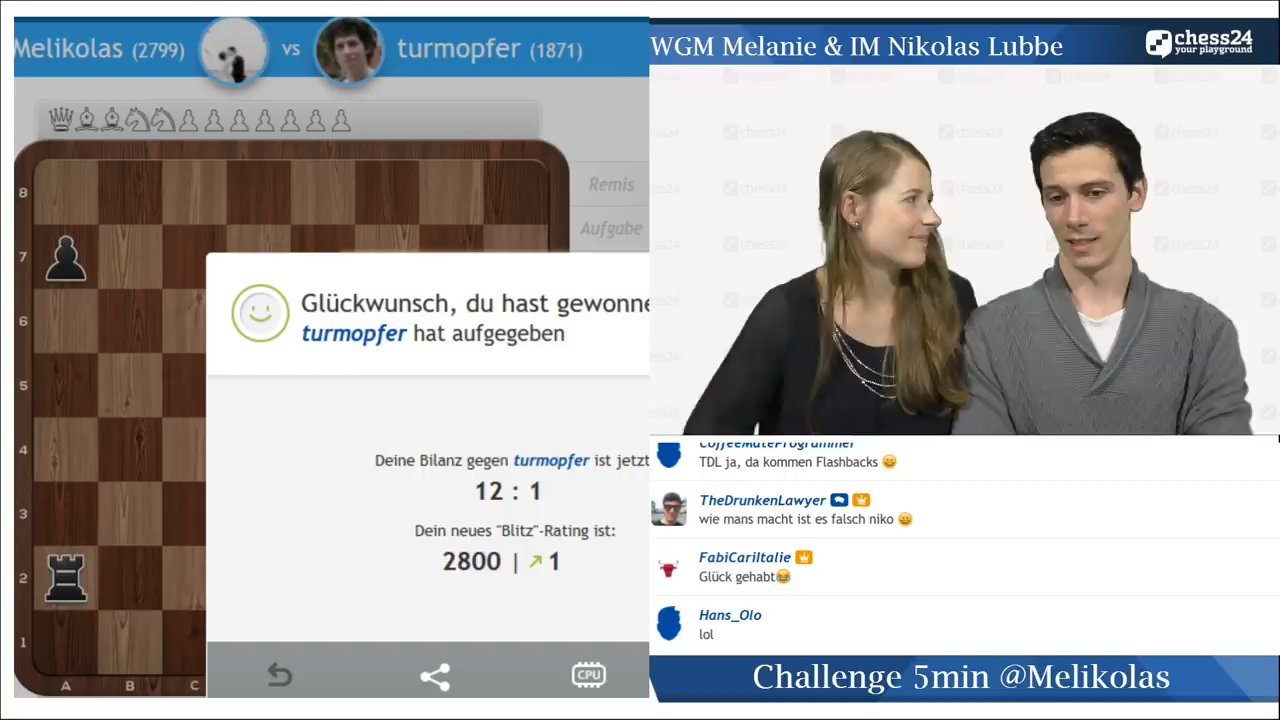 Melikolas (2799) vs turmopfer (1871)
WGM Melanie & IM Nikolas Lubbe
chess24
your playground
8
Remis
Aufgabe
7
6
5
4
3
2
1
A B C
Glückwunsch, du hast gewonne
turmopfer hat aufgegeben
Deine Bilanz gegen turmopfer ist jetzt
12 : 1
Dein neues "Blitz"-Rating ist:
2800 | ↗ 1
CPU
CoffeeMateProgrammer
TDL ja, da kommen Flashbacks 😄
TheDrunkenLawyer
wie mans macht ist es falsch niko 😄
FabiCariItalie
Glück gehabt😂
Hans_Olo
lol
Challenge 5min @Melikolas